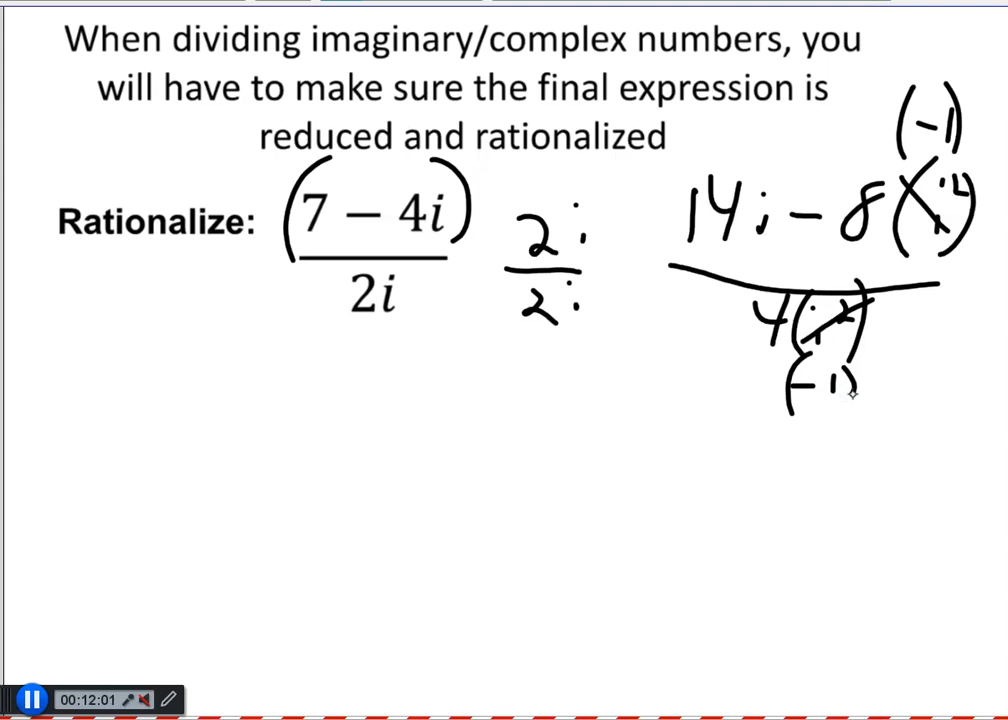 When dividing imaginary/complex numbers, you
will have to make sure the final expression is
reduced and rationalized
(-1)
Rationalize: (7 − 4i) 2i 14i - 8(i²)
2i 2i 4(i²)
(-1)
00:12:01